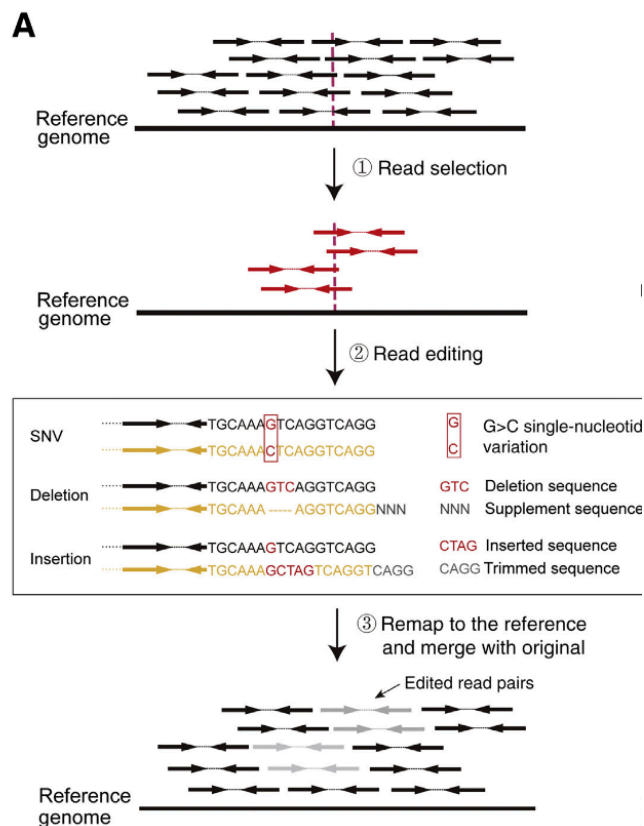 A
Reference
genome
① Read selection
Reference
genome
② Read editing
SNV
TGCAAAGTCAGGTCAGG
TGCAAACTCAGGTCAGG
G
C
G>C single-nucleotid
variation
Deletion
TGCAAAGTCAGGTCAGG
TGCAAA -----AGGTCAGGNNN
GTC Deletion sequence
NNN Supplement sequence
Insertion
TGCAAAGTCAGGTCAGG
TGCAAAGCTAGTCAGGTCAGG
CTAG Inserted sequence
CAGG Trimmed sequence
③ Remap to the reference
and merge with original
Edited read pairs
Reference
genome